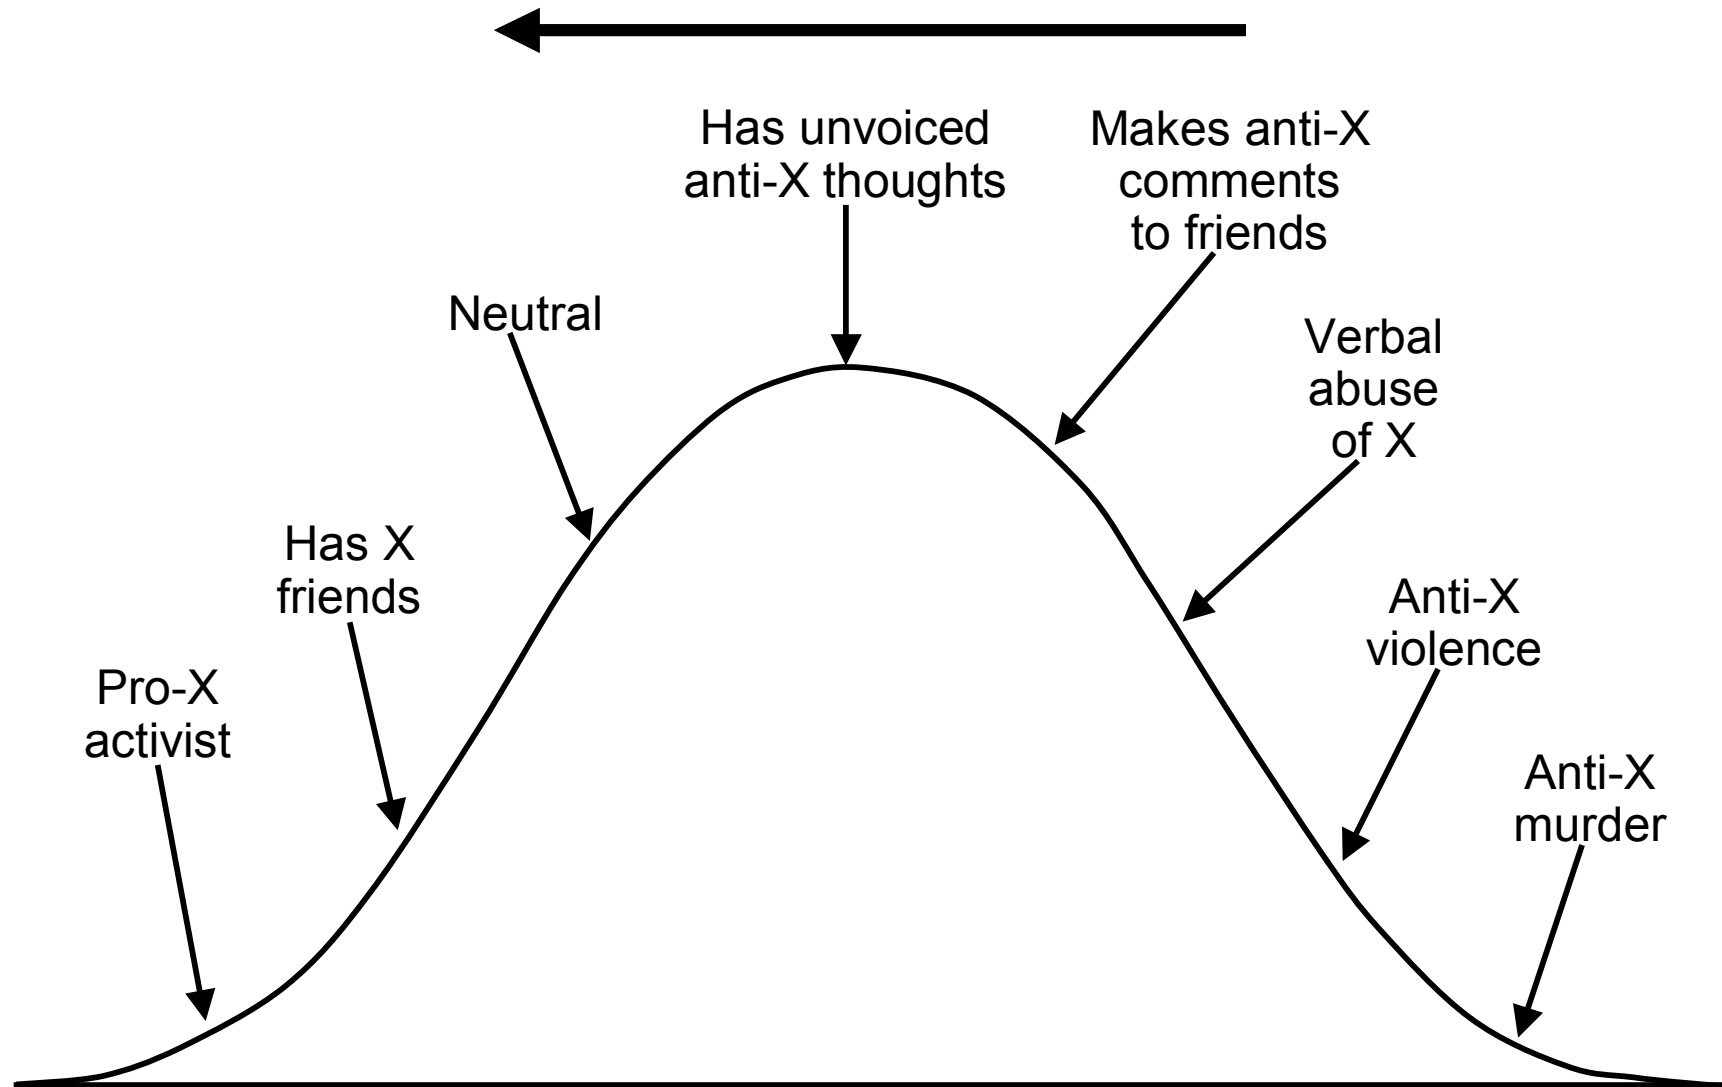 Has unvoiced
anti-X thoughts
Makes anti-X
comments
to friends
Neutral
Verbal
abuse
of X
Has X
friends
Anti-X
violence
Pro-X
activist
Anti-X
murder